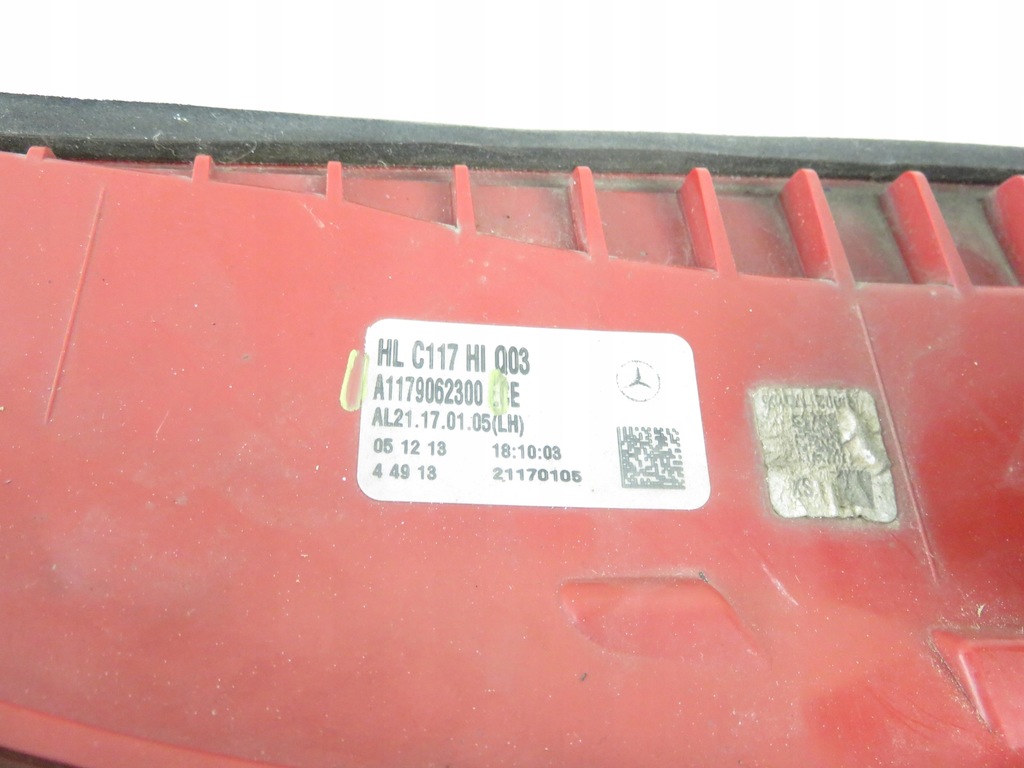 HL C117 HI Q03
A1179062300
AL21.17.01.05(LH)
05 12 13 18:10:03
4 49 13 21170105